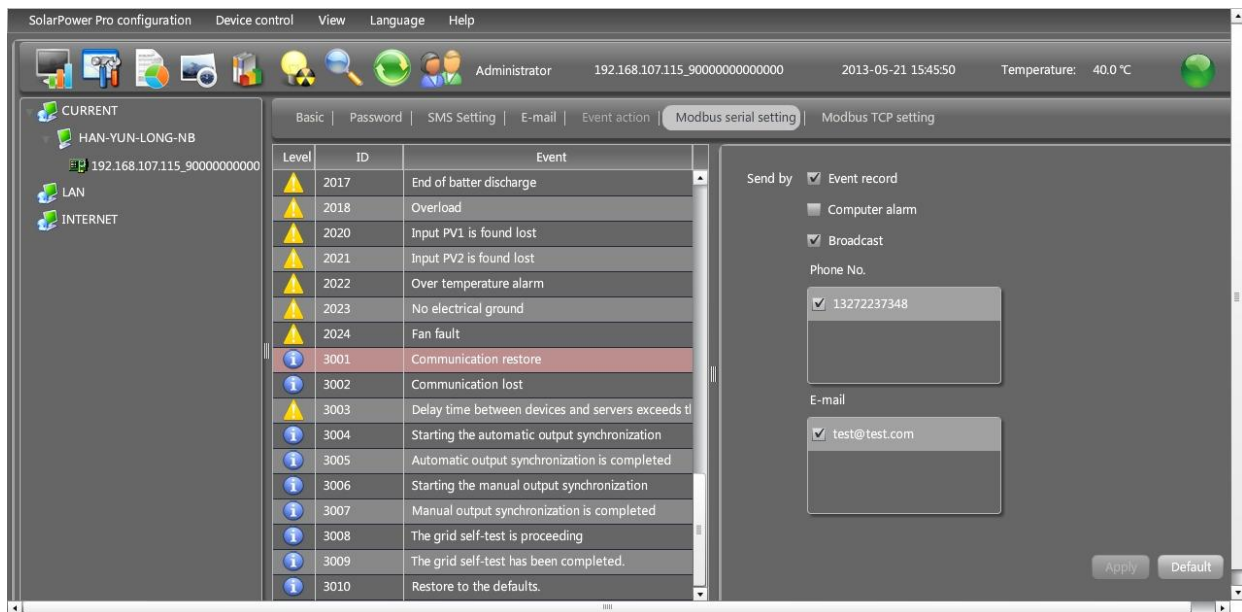 SolarPower Pro configuration Device control View Language Help
Administrator 192.168.107.115_90000000000000 2013-05-21 15:45:50 Temperature: 40.0 ℃
CURRENT
HAN-YUN-LONG-NB
192.168.107.115_90000000000
LAN
INTERNET
Basic | Password | SMS Setting | E-mail | Event action | Modbus serial setting | Modbus TCP setting
Level ID Event
2017 End of batter discharge
2018 Overload
2020 Input PV1 is found lost
2021 Input PV2 is found lost
2022 Over temperature alarm
2023 No electrical ground
2024 Fan fault
3001 Communication restore
3002 Communication lost
3003 Delay time between devices and servers exceeds tl
3004 Starting the automatic output synchronization
3005 Automatic output synchronization is completed
3006 Starting the manual output synchronization
3007 Manual output synchronization is completed
3008 The grid self-test is proceeding
3009 The grid self-test has been completed.
3010 Restore to the defaults.
Send by Event record
Computer alarm
Broadcast
Phone No.
13272237348
E-mail
test@test.com
Apply Default